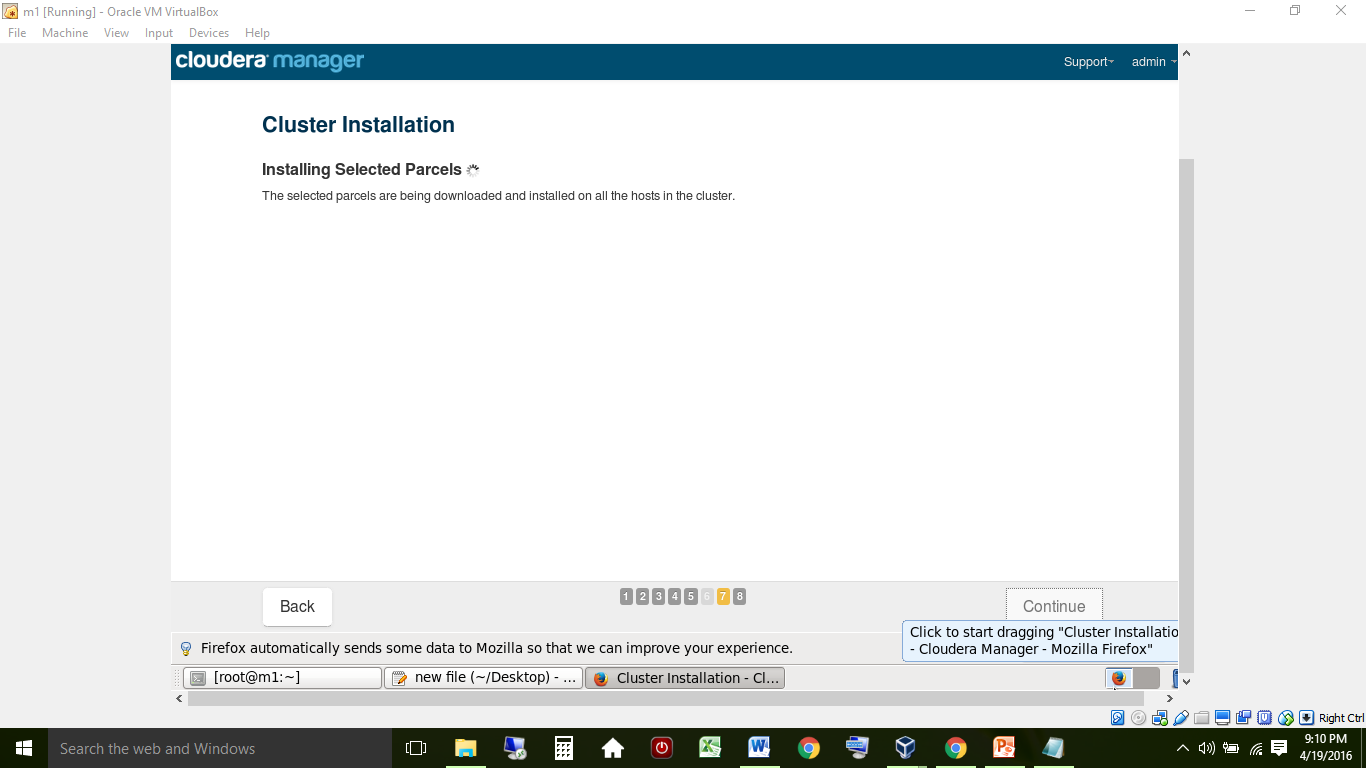 m1 [Running] - Oracle VM VirtualBox
File Machine View Input Devices Help
cloudera manager
Support admin
Cluster Installation
Installing Selected Parcels
The selected parcels are being downloaded and installed on all the hosts in the cluster.
Back
1 2 3 4 5 6 7 8
Continue
Click to start dragging "Cluster Installatio
- Cloudera Manager - Mozilla Firefox"
Firefox automatically sends some data to Mozilla so that we can improve your experience.
[root@m1:~]
new file (~/Desktop) - ...
Cluster Installation - Cl...
Right Ctrl
Search the web and Windows
9:10 PM
4/19/2016